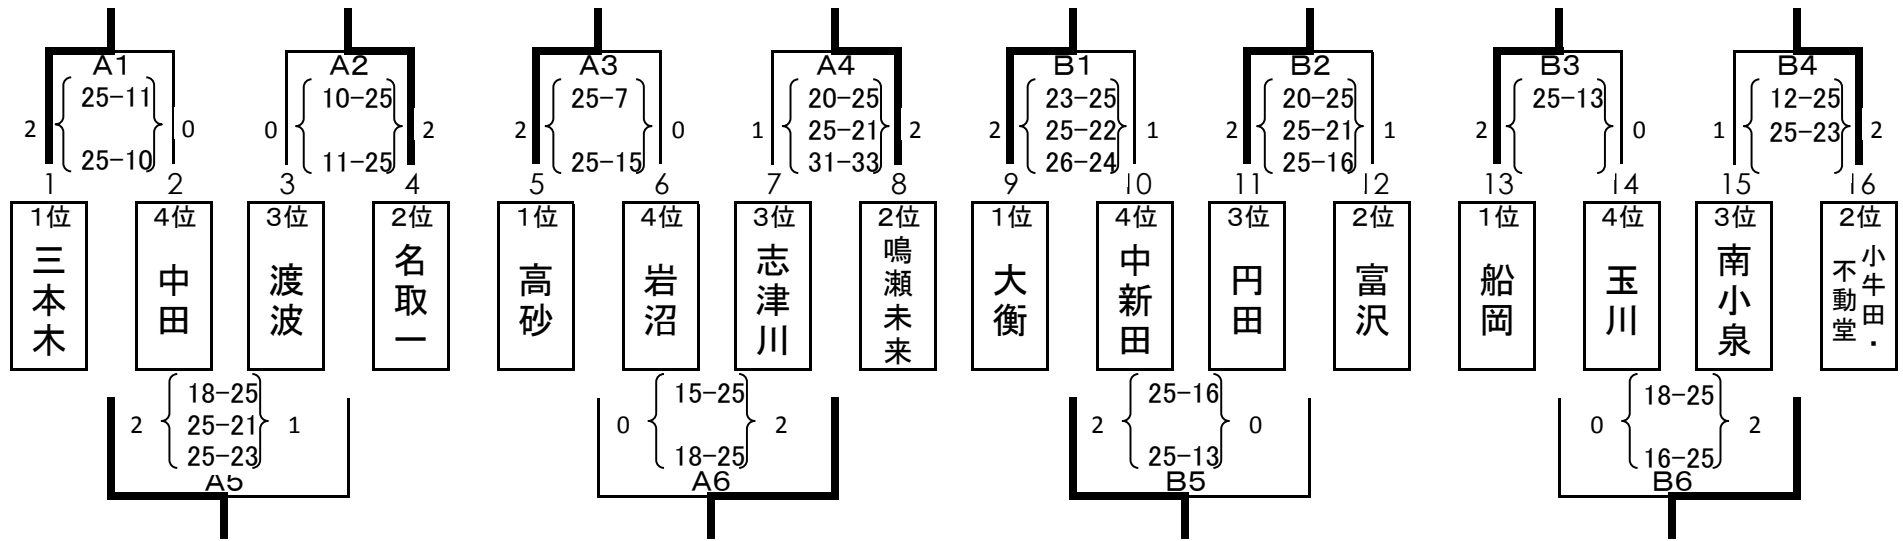 A1 A2 A3 A4 B1 B2 B3 B4
25-11 10-25 25-7 20-25 23-25 20-25 25-13 12-25
2 0 0 2 2 0 1 25-21 2 2 25-22 1 2 25-21 1 2 0 1 25-23 2
25-10 11-25 25-15 31-33 26-24 25-16
1 2 3 4 5 6 7 8 9 10 11 12 13 14 15 16
1位 4位 3位 2位 1位 4位 3位 2位 1位 4位 3位 2位 1位 4位 3位 2位
三本木
中田
渡波
名取一
高砂
岩沼
志津川
鳴瀬未来
大衡
中新田
円田
富沢
船岡
玉川
南小泉
小牛田・
不動堂
18-25 15-25 25-16 18-25
2 25-21 1 0 2 2 0 0 2
25-23 18-25 25-13 16-25
A5 A6 B5 B6